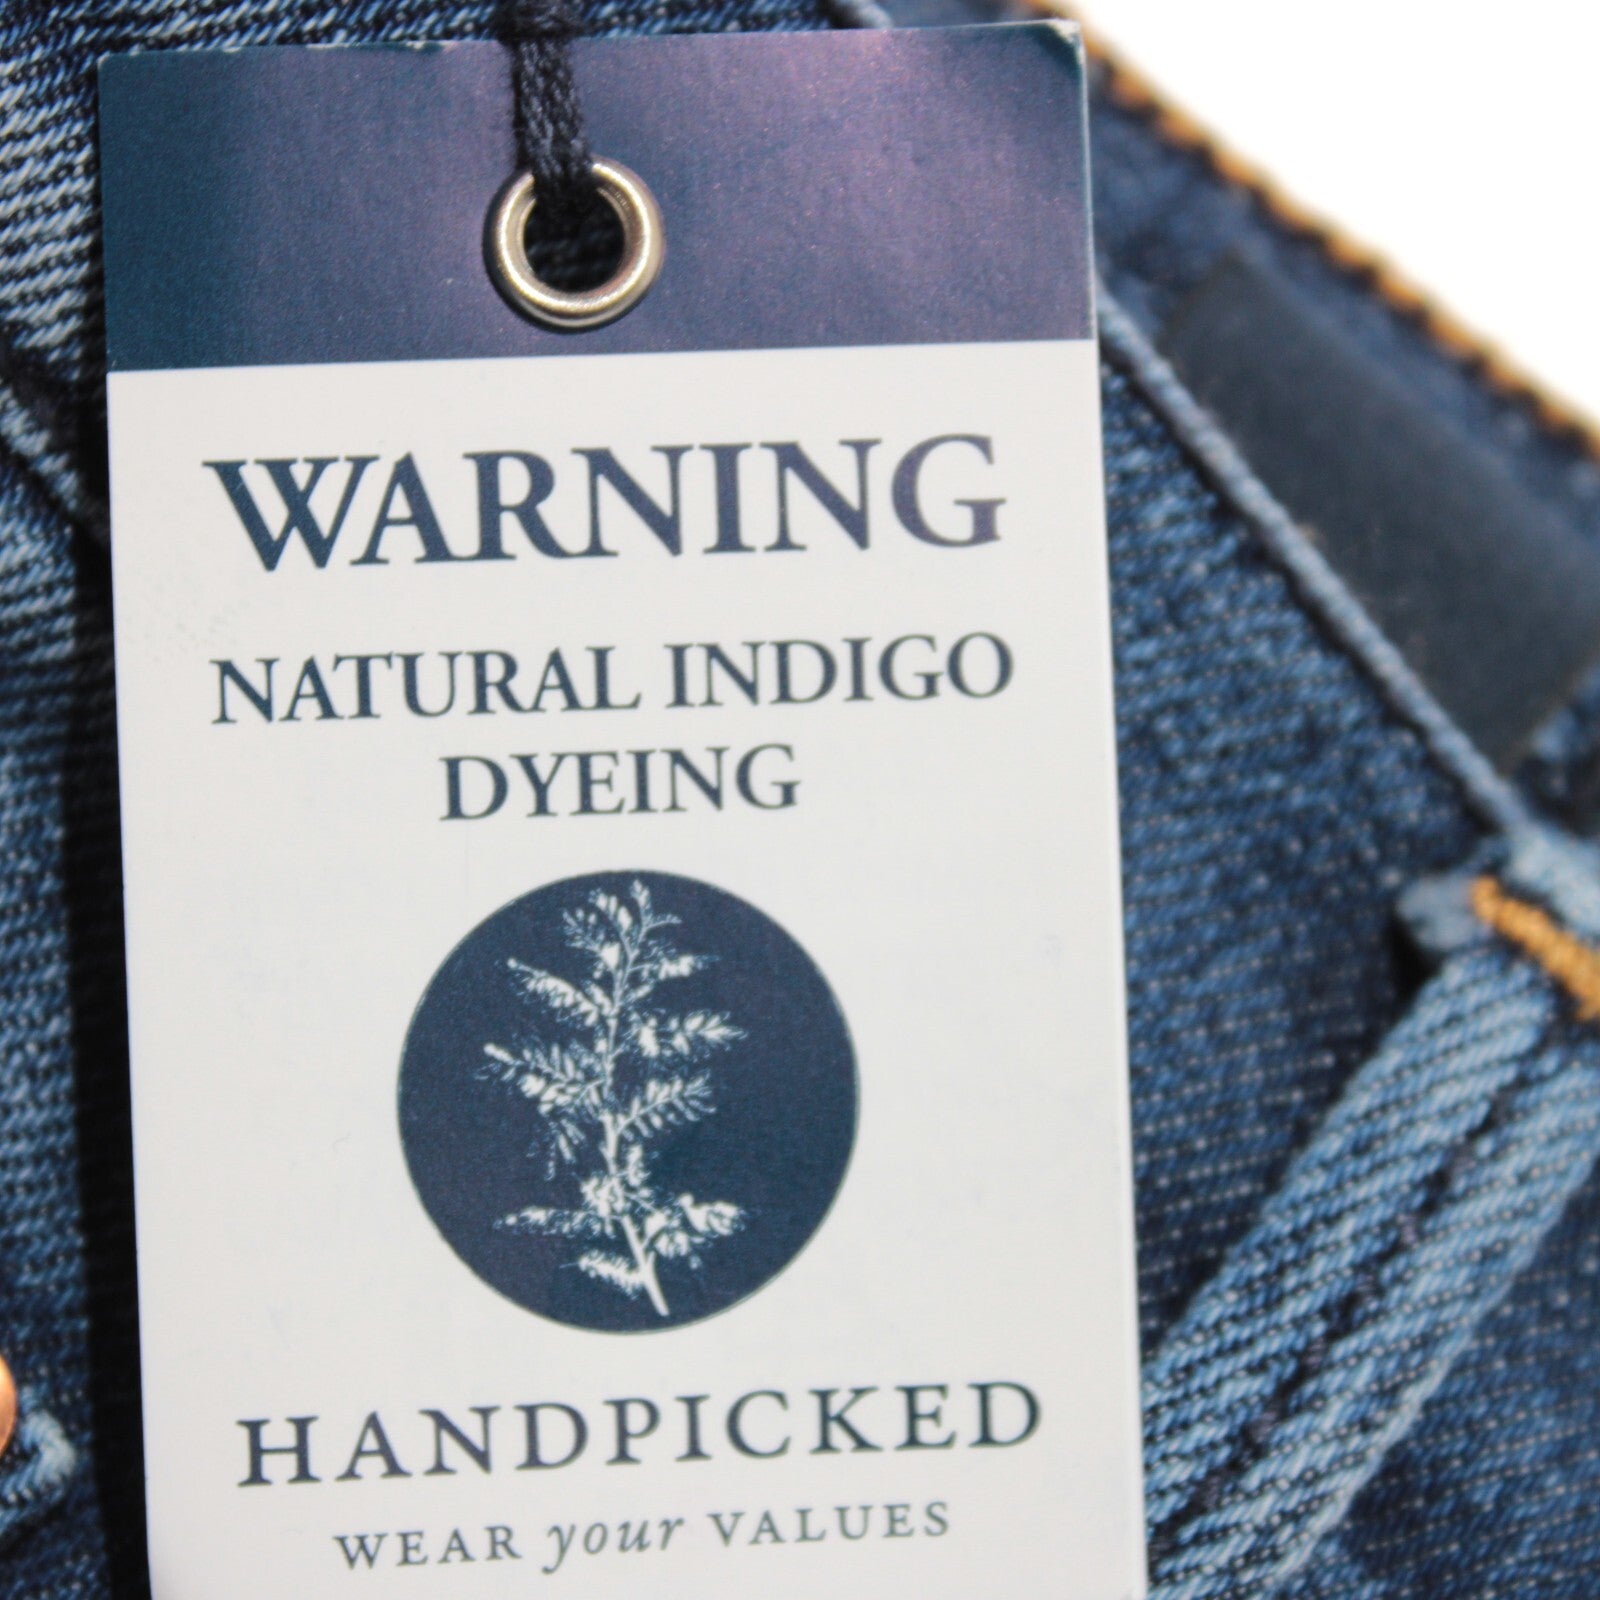 WARNING
NATURAL INDIGO
DYEING
HANDPICKED
WEAR your VALUES